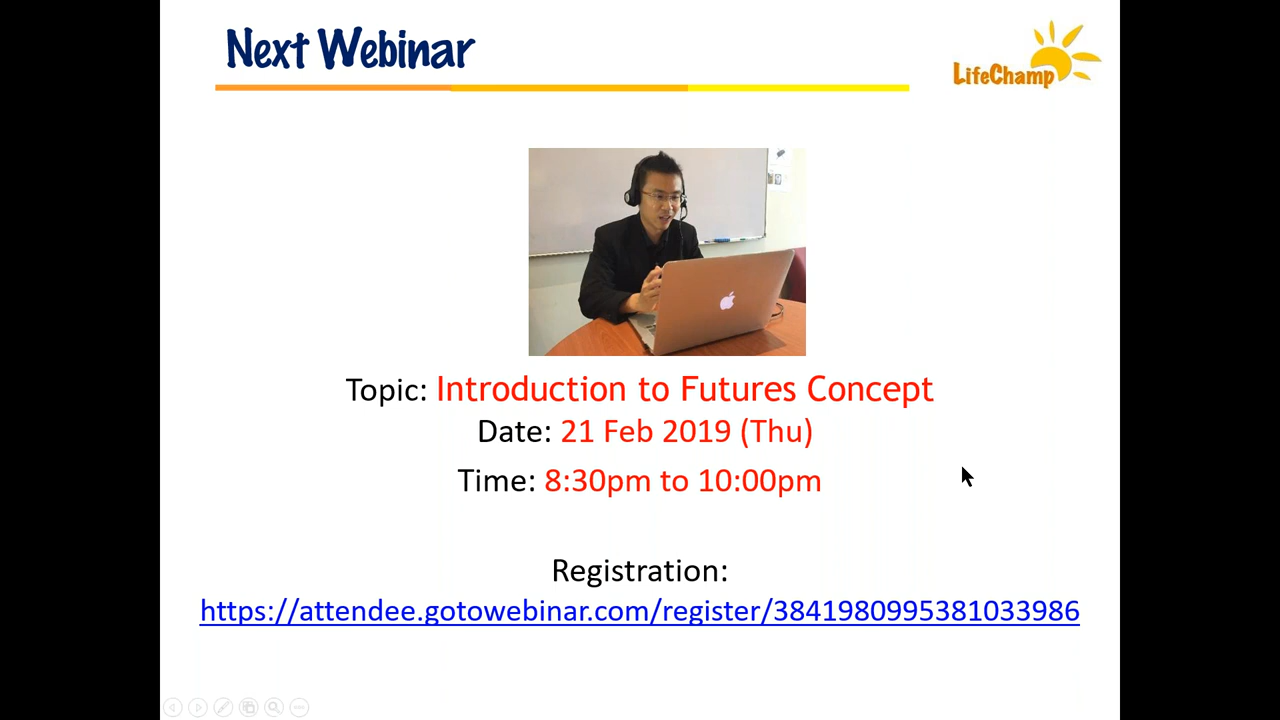 Next Webinar
LifeChamp
Topic: Introduction to Futures Concept
Date: 21 Feb 2019 (Thu)
Time: 8:30pm to 10:00pm
Registration:
https://attendee.gotowebinar.com/register/3841980995381033986